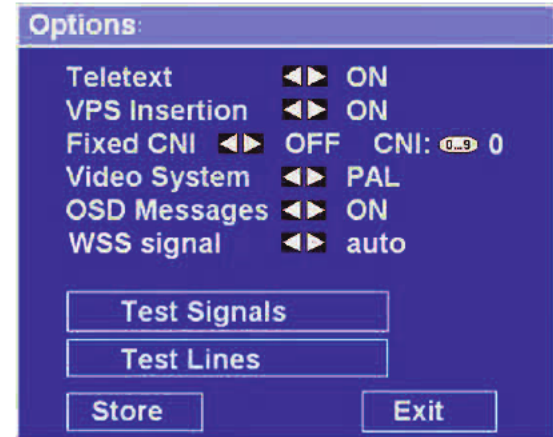 Options:
Teletext ◀▶ ON
VPS Insertion ◀▶ ON
Fixed CNI ◀▶ OFF CNI: 0...9 0
Video System ◀▶ PAL
OSD Messages ◀▶ ON
WSS signal ◀▶ auto
Test Signals
Test Lines
Store Exit